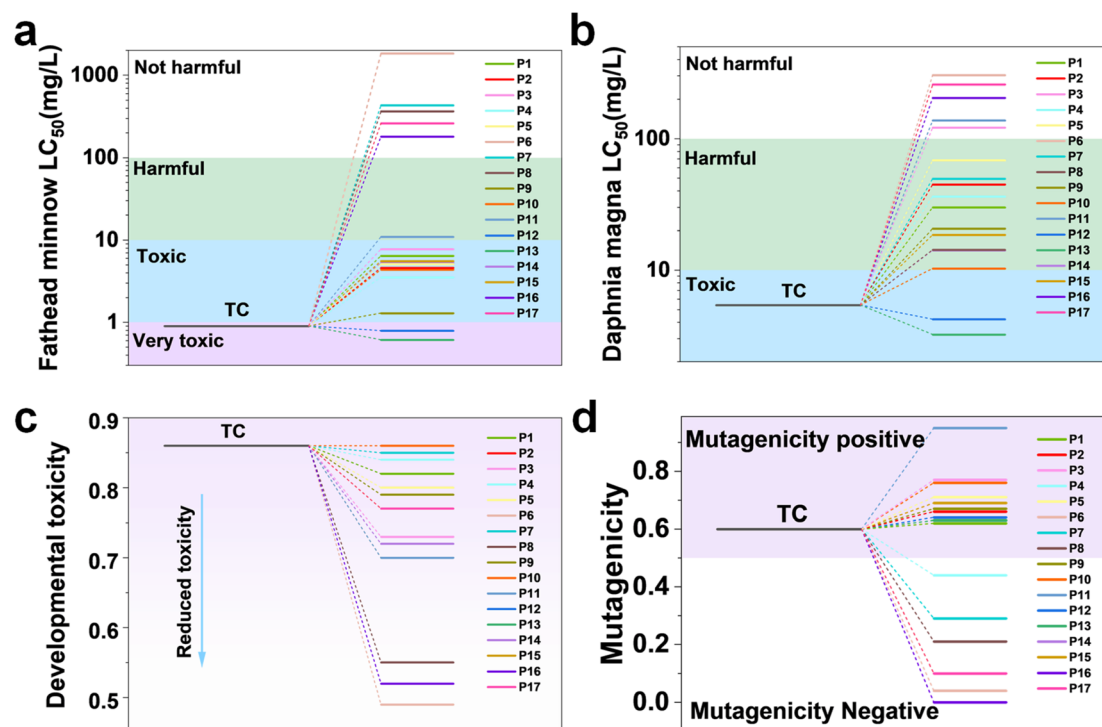 a
Fathead minnow LC50(mg/L)
1000
100
10
1
Not harmful
Harmful
Toxic
Very toxic
TC
P1
P2
P3
P4
P5
P6
P7
P8
P9
P10
P11
P12
P13
P14
P15
P16
P17
b
Daphnia magna LC50(mg/L)
100
10
Not harmful
Harmful
Toxic
TC
P1
P2
P3
P4
P5
P6
P7
P8
P9
P10
P11
P12
P13
P14
P15
P16
P17
c
Developmental toxicity
0.9
0.8
0.7
0.6
0.5
TC
Reduced toxicity
P1
P2
P3
P4
P5
P6
P7
P8
P9
P10
P11
P12
P13
P14
P15
P16
P17
d
Mutagenicity
0.8
0.6
0.4
0.2
0.0
Mutagenicity positive
TC
Mutagenicity Negative
P1
P2
P3
P4
P5
P6
P7
P8
P9
P10
P11
P12
P13
P14
P15
P16
P17